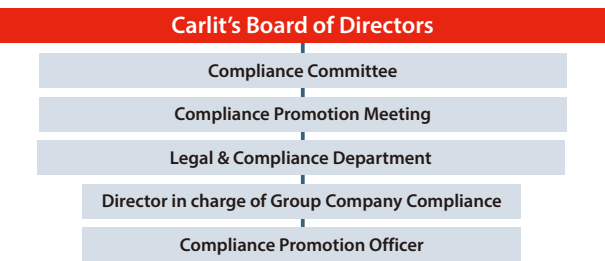 Carlit's Board of Directors
Compliance Committee
Compliance Promotion Meeting
Legal & Compliance Department
Director in charge of Group Company Compliance
Compliance Promotion Officer